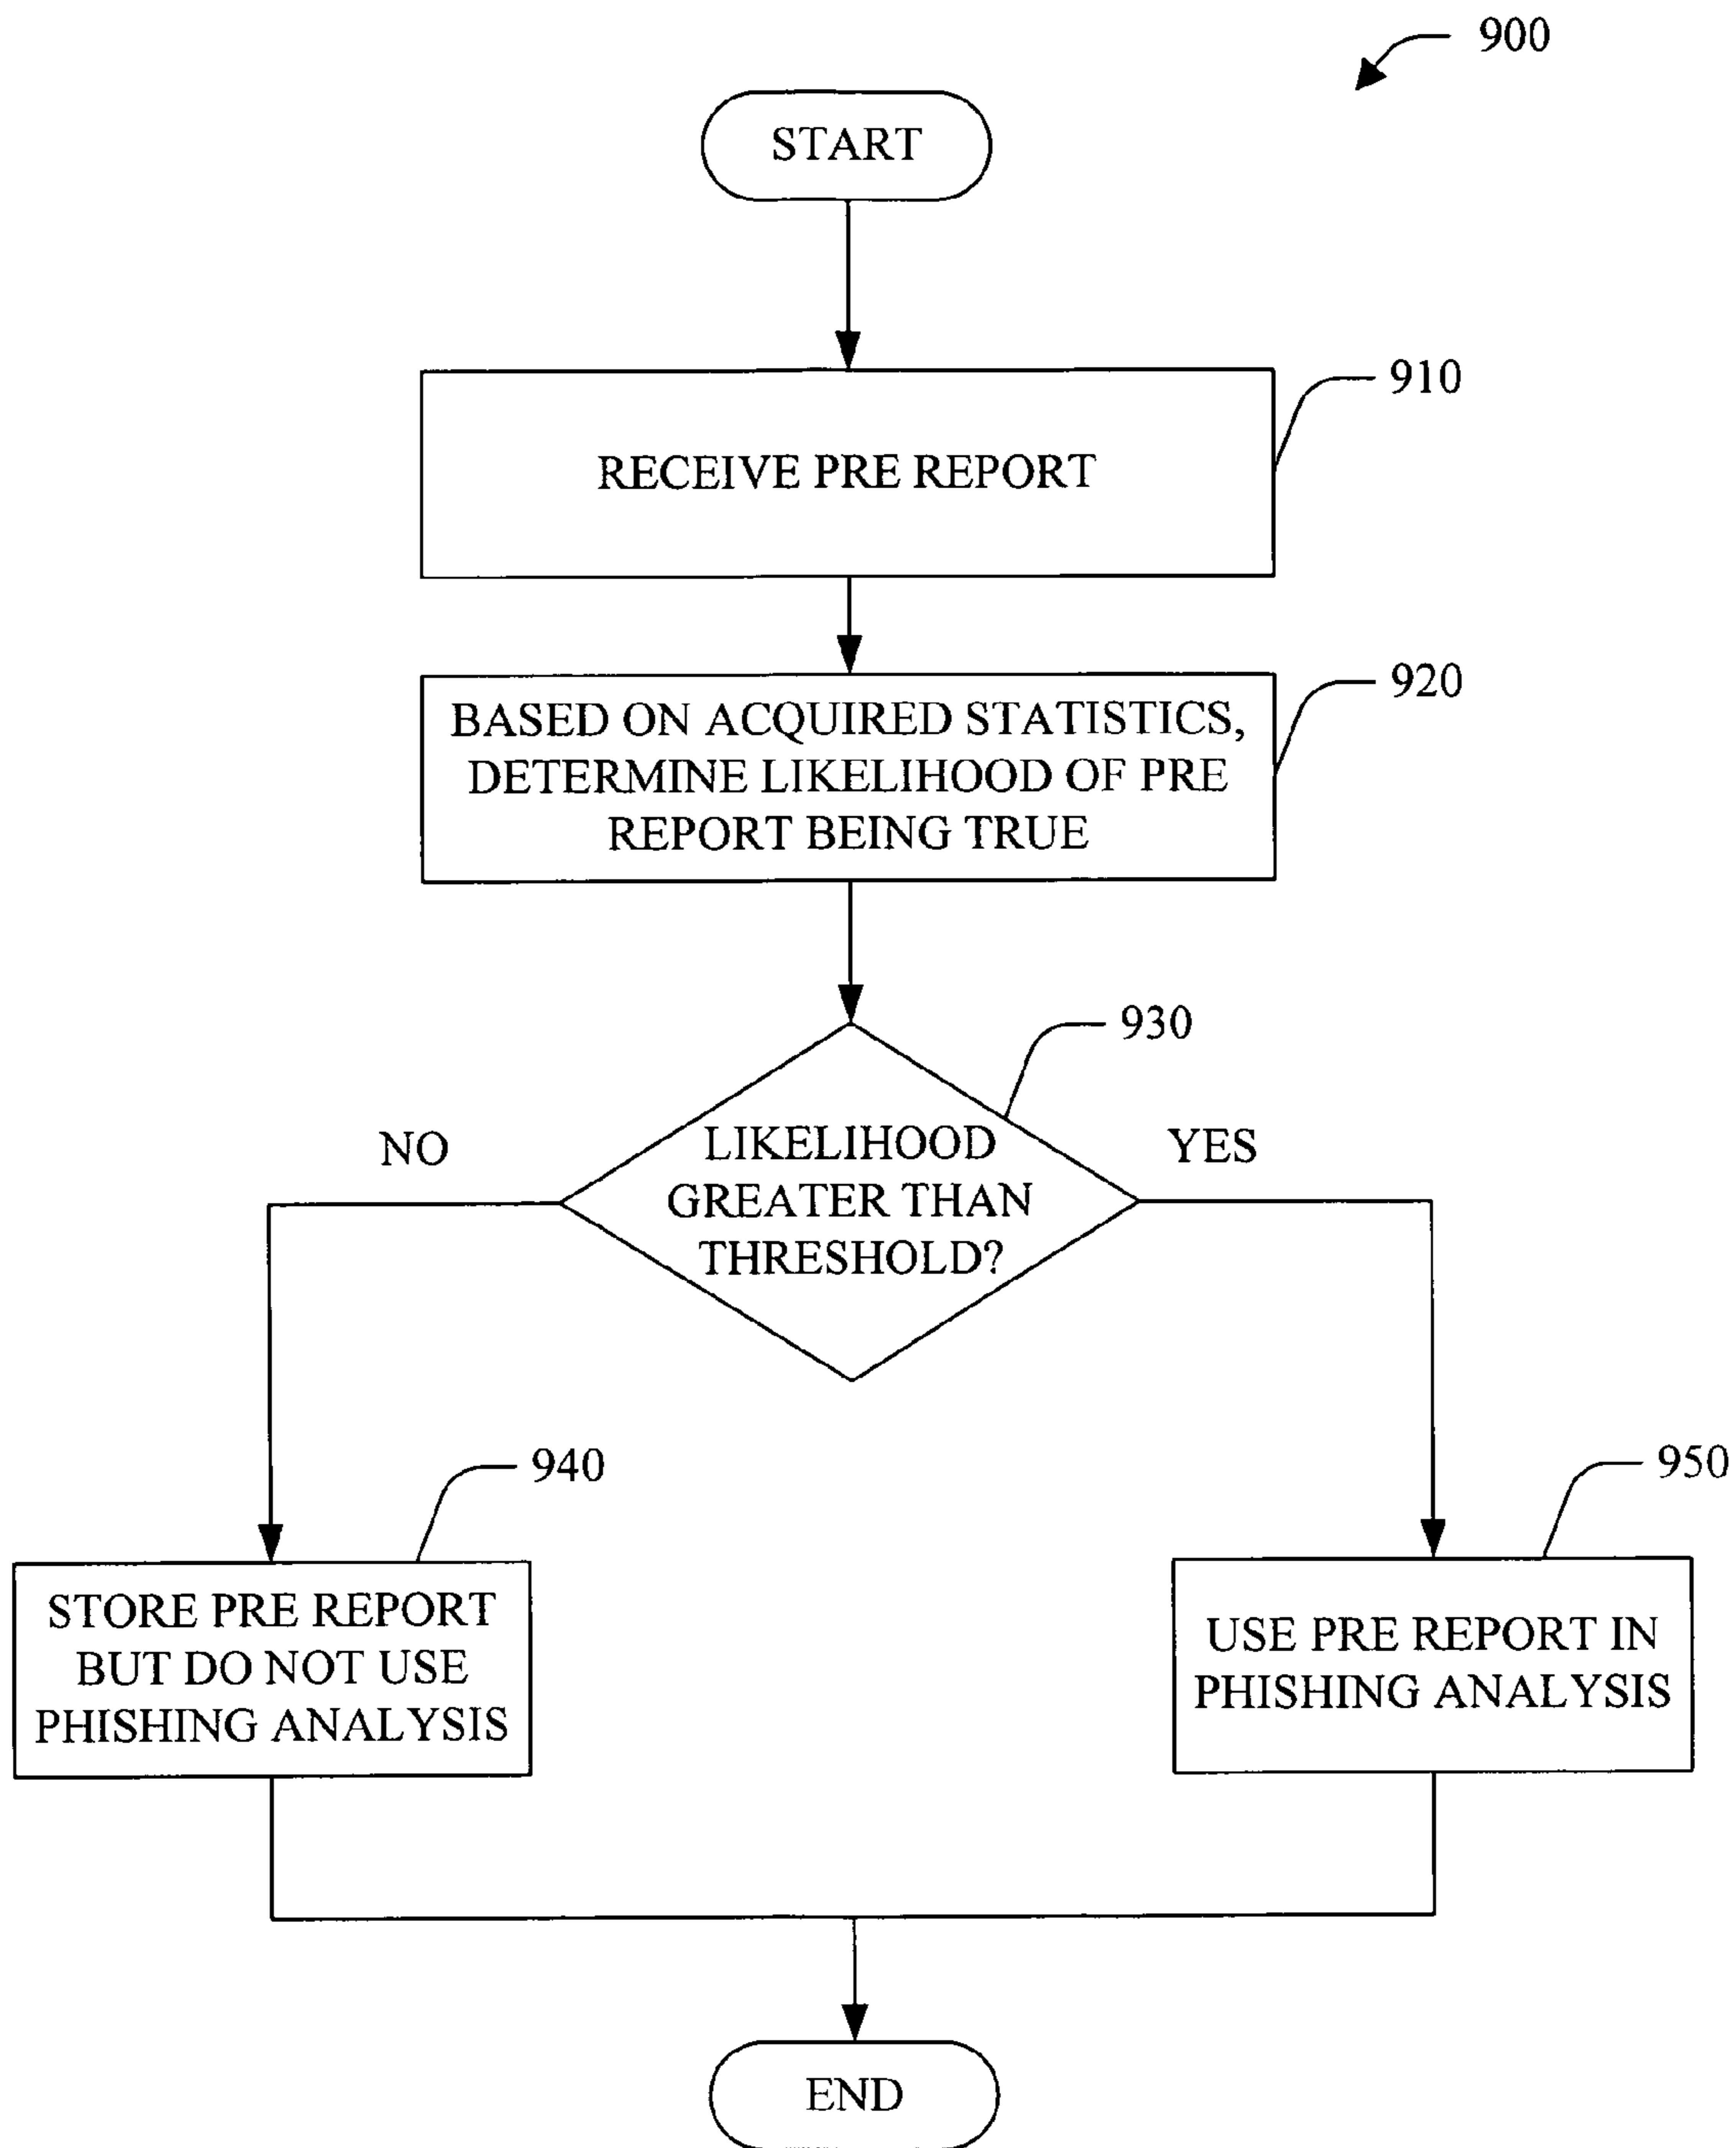 900
START
910
RECEIVE PRE REPORT
920
BASED ON ACQUIRED STATISTICS,
DETERMINE LIKELIHOOD OF PRE
REPORT BEING TRUE
930
NO
LIKELIHOOD
GREATER THAN
THRESHOLD?
YES
940
STORE PRE REPORT
BUT DO NOT USE
PHISHING ANALYSIS
950
USE PRE REPORT IN
PHISHING ANALYSIS
END